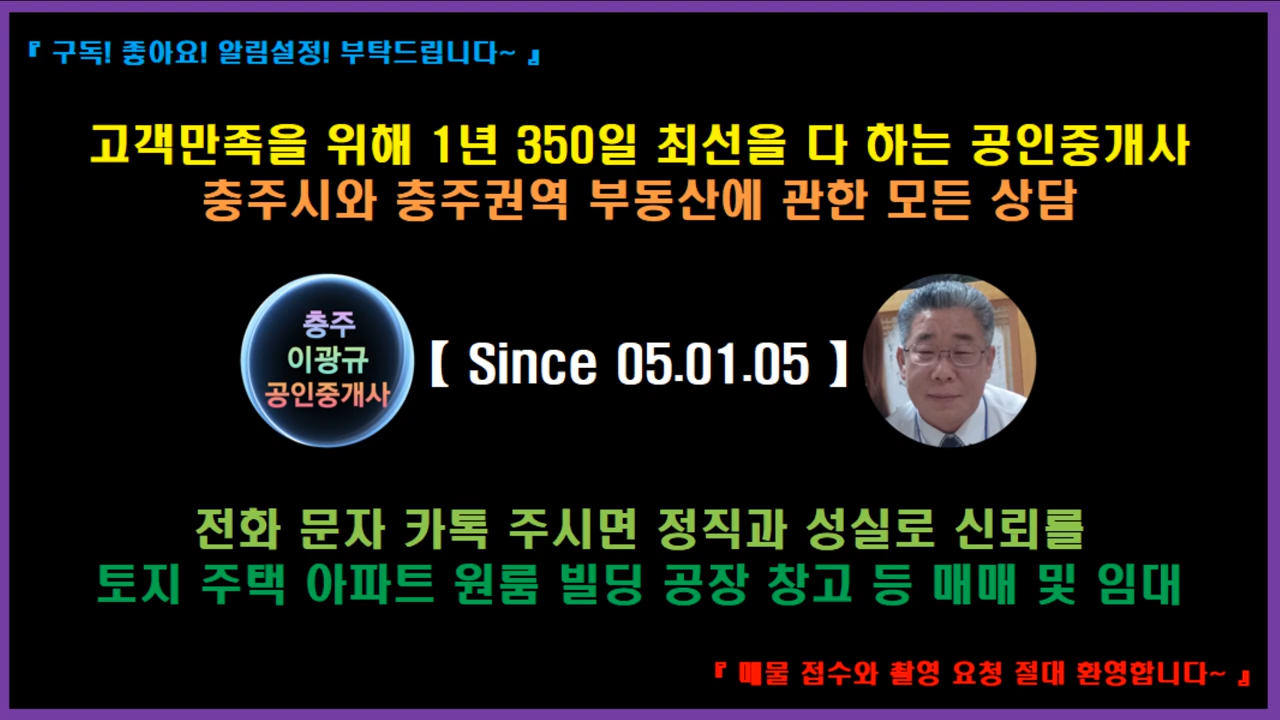 『 구독! 좋아요! 알림설정! 부탁드립니다~ 』
고객만족을 위해 1년 350일 최선을 다 하는 공인중개사
충주시와 충주권역 부동산에 관한 모든 상담
충주
이광규
공인중개사
【 Since 05.01.05 】
전화 문자 카톡 주시면 정직과 성실로 신뢰를
토지 주택 아파트 원룸 빌딩 공장 창고 등 매매 및 임대
『 매물 접수와 촬영 요청 절대 환영합니다~ 』